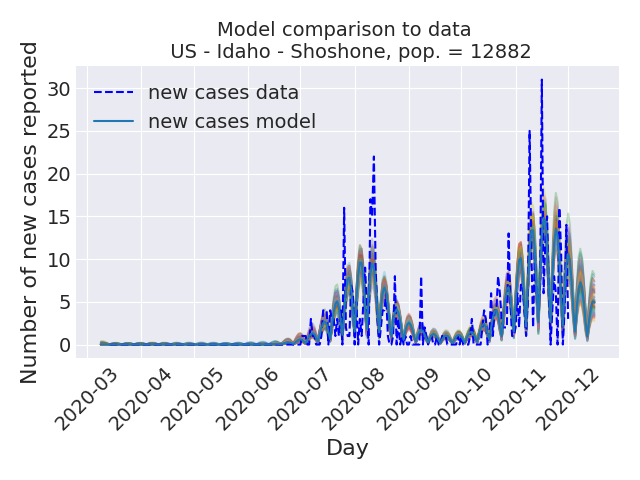 Model comparison to data
US - Idaho - Shoshone, pop. = 12882
Number of new cases reported
30
25
20
15
10
5
0
new cases data
new cases model
2020-03
2020-04
2020-05
2020-06
2020-07
2020-08
2020-09
2020-10
2020-11
2020-12
Day